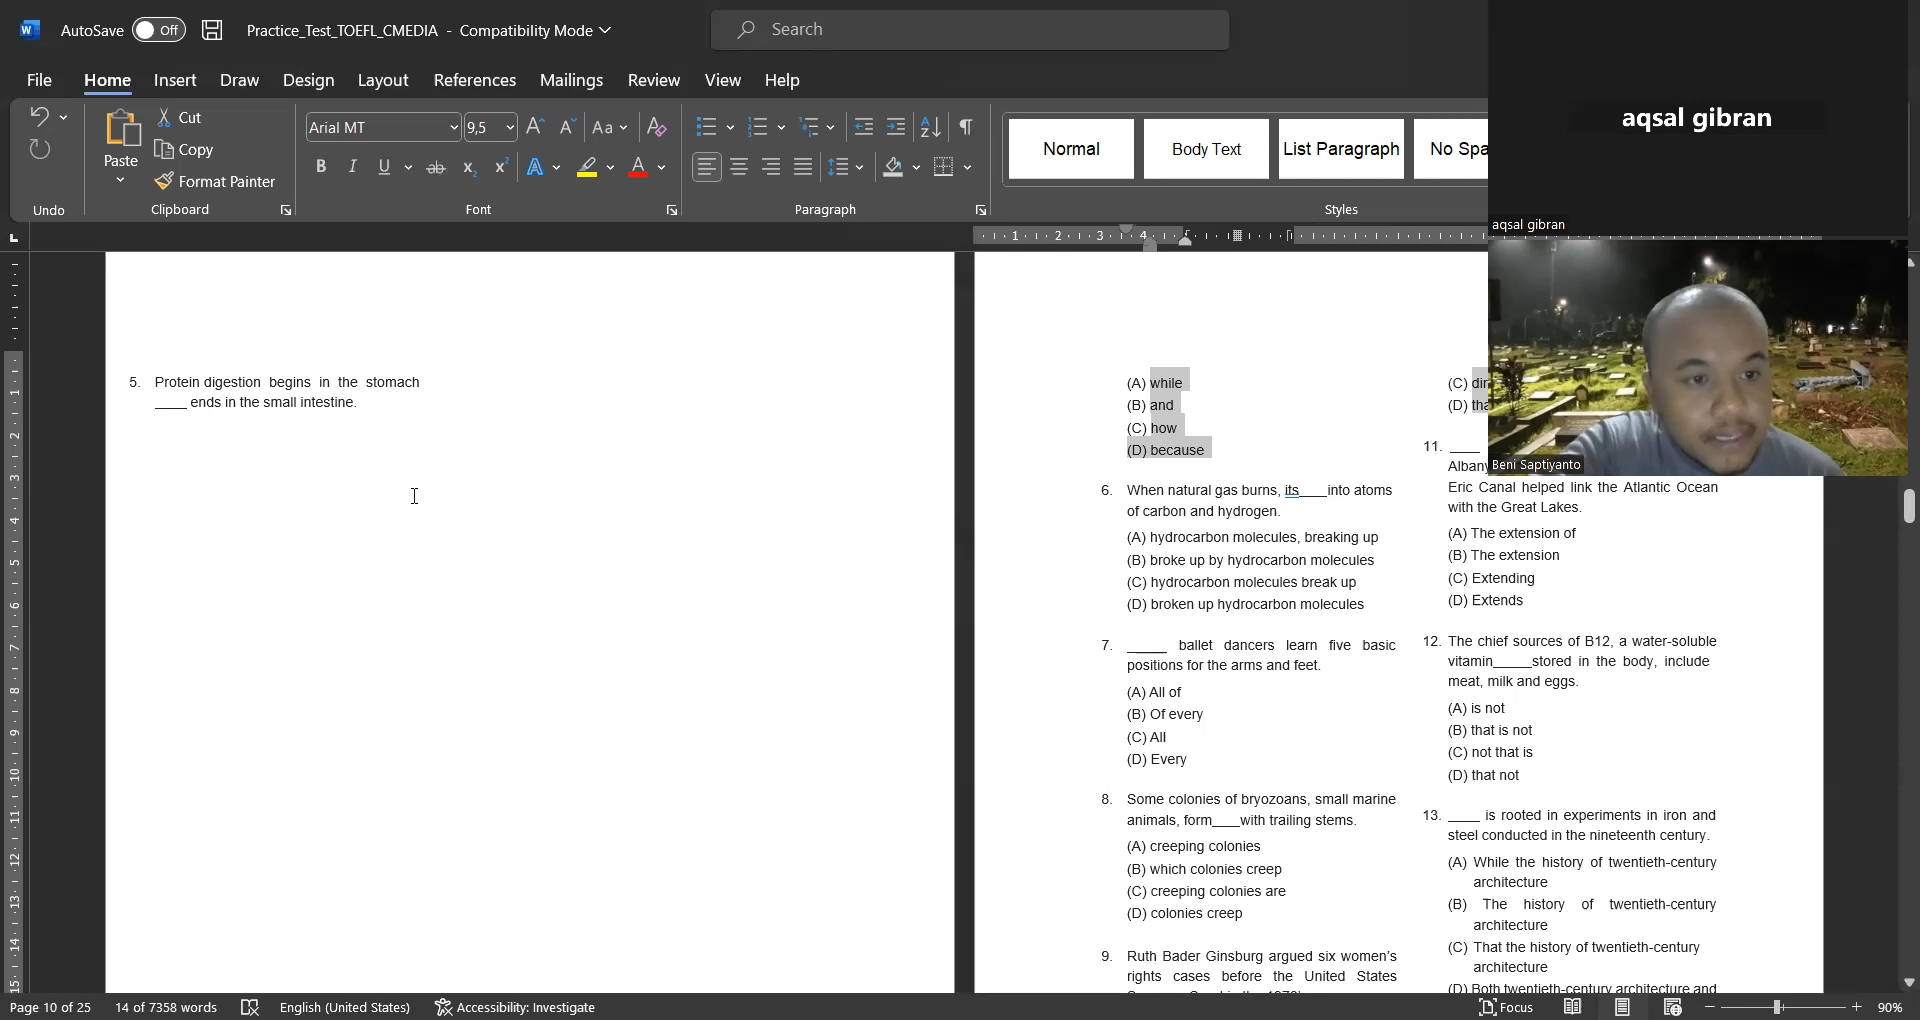 AutoSave Off Practice_Test_TOEFL_CMEDIA - Compatibility Mode Search
File Home Insert Draw Design Layout References Mailings Review View Help
Undo
Paste
Cut
Copy
Format Painter
Clipboard
Arial MT 9,5
Font
Paragraph
Normal Body Text List Paragraph No Spa
Styles
aqsal gibran
aqsal gibran
Beni Saptiyanto
5. Protein digestion begins in the stomach
____ ends in the small intestine.
(A) while
(B) and
(C) how
(D) because
6. When natural gas burns, its____into atoms
of carbon and hydrogen.
(A) hydrocarbon molecules, breaking up
(B) broke up by hydrocarbon molecules
(C) hydrocarbon molecules break up
(D) broken up hydrocarbon molecules
7. _____ ballet dancers learn five basic
positions for the arms and feet.
(A) All of
(B) Of every
(C) All
(D) Every
8. Some colonies of bryozoans, small marine
animals, form____with trailing stems.
(A) creeping colonies
(B) which colonies creep
(C) creeping colonies are
(D) colonies creep
9. Ruth Bader Ginsburg argued six women's
rights cases before the United States
(C)
(D)
11. ____
Albany
Eric Canal helped link the Atlantic Ocean
with the Great Lakes.
(A) The extension of
(B) The extension
(C) Extending
(D) Extends
12. The chief sources of B12, a water-soluble
vitamin_____stored in the body, include
meat, milk and eggs.
(A) is not
(B) that is not
(C) not that is
(D) that not
13. ____ is rooted in experiments in iron and
steel conducted in the nineteenth century.
(A) While the history of twentieth-century
architecture
(B) The history of twentieth-century
architecture
(C) That the history of twentieth-century
architecture
(D) Both twentieth-century architecture and
Page 10 of 25 14 of 7358 words English (United States) Accessibility: Investigate Focus 90%